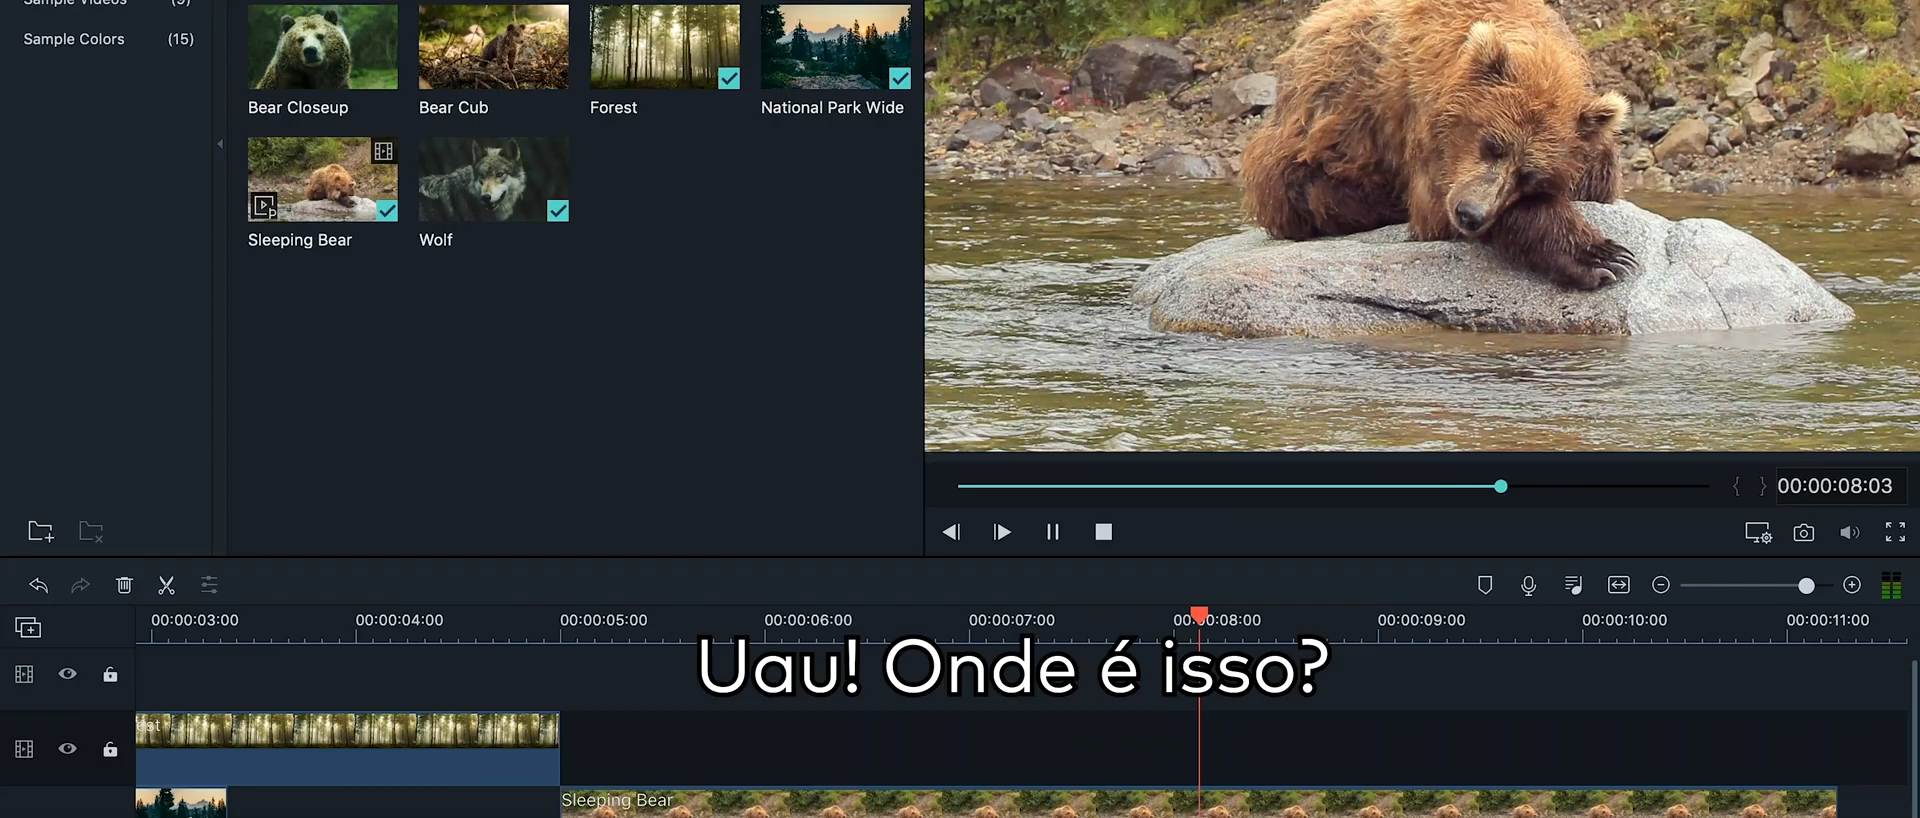 Sample Videos (9)
Sample Colors (15)
Bear Closeup
Bear Cub
Forest
National Park Wide
Sleeping Bear
Wolf
{ } 00:00:08:03
00:00:03:00 00:00:04:00 00:00:05:00 00:00:06:00 00:00:07:00 00:00:08:00 00:00:09:00 00:00:10:00 00:00:11:00
Uau! Onde é isso?
Sleeping Bear